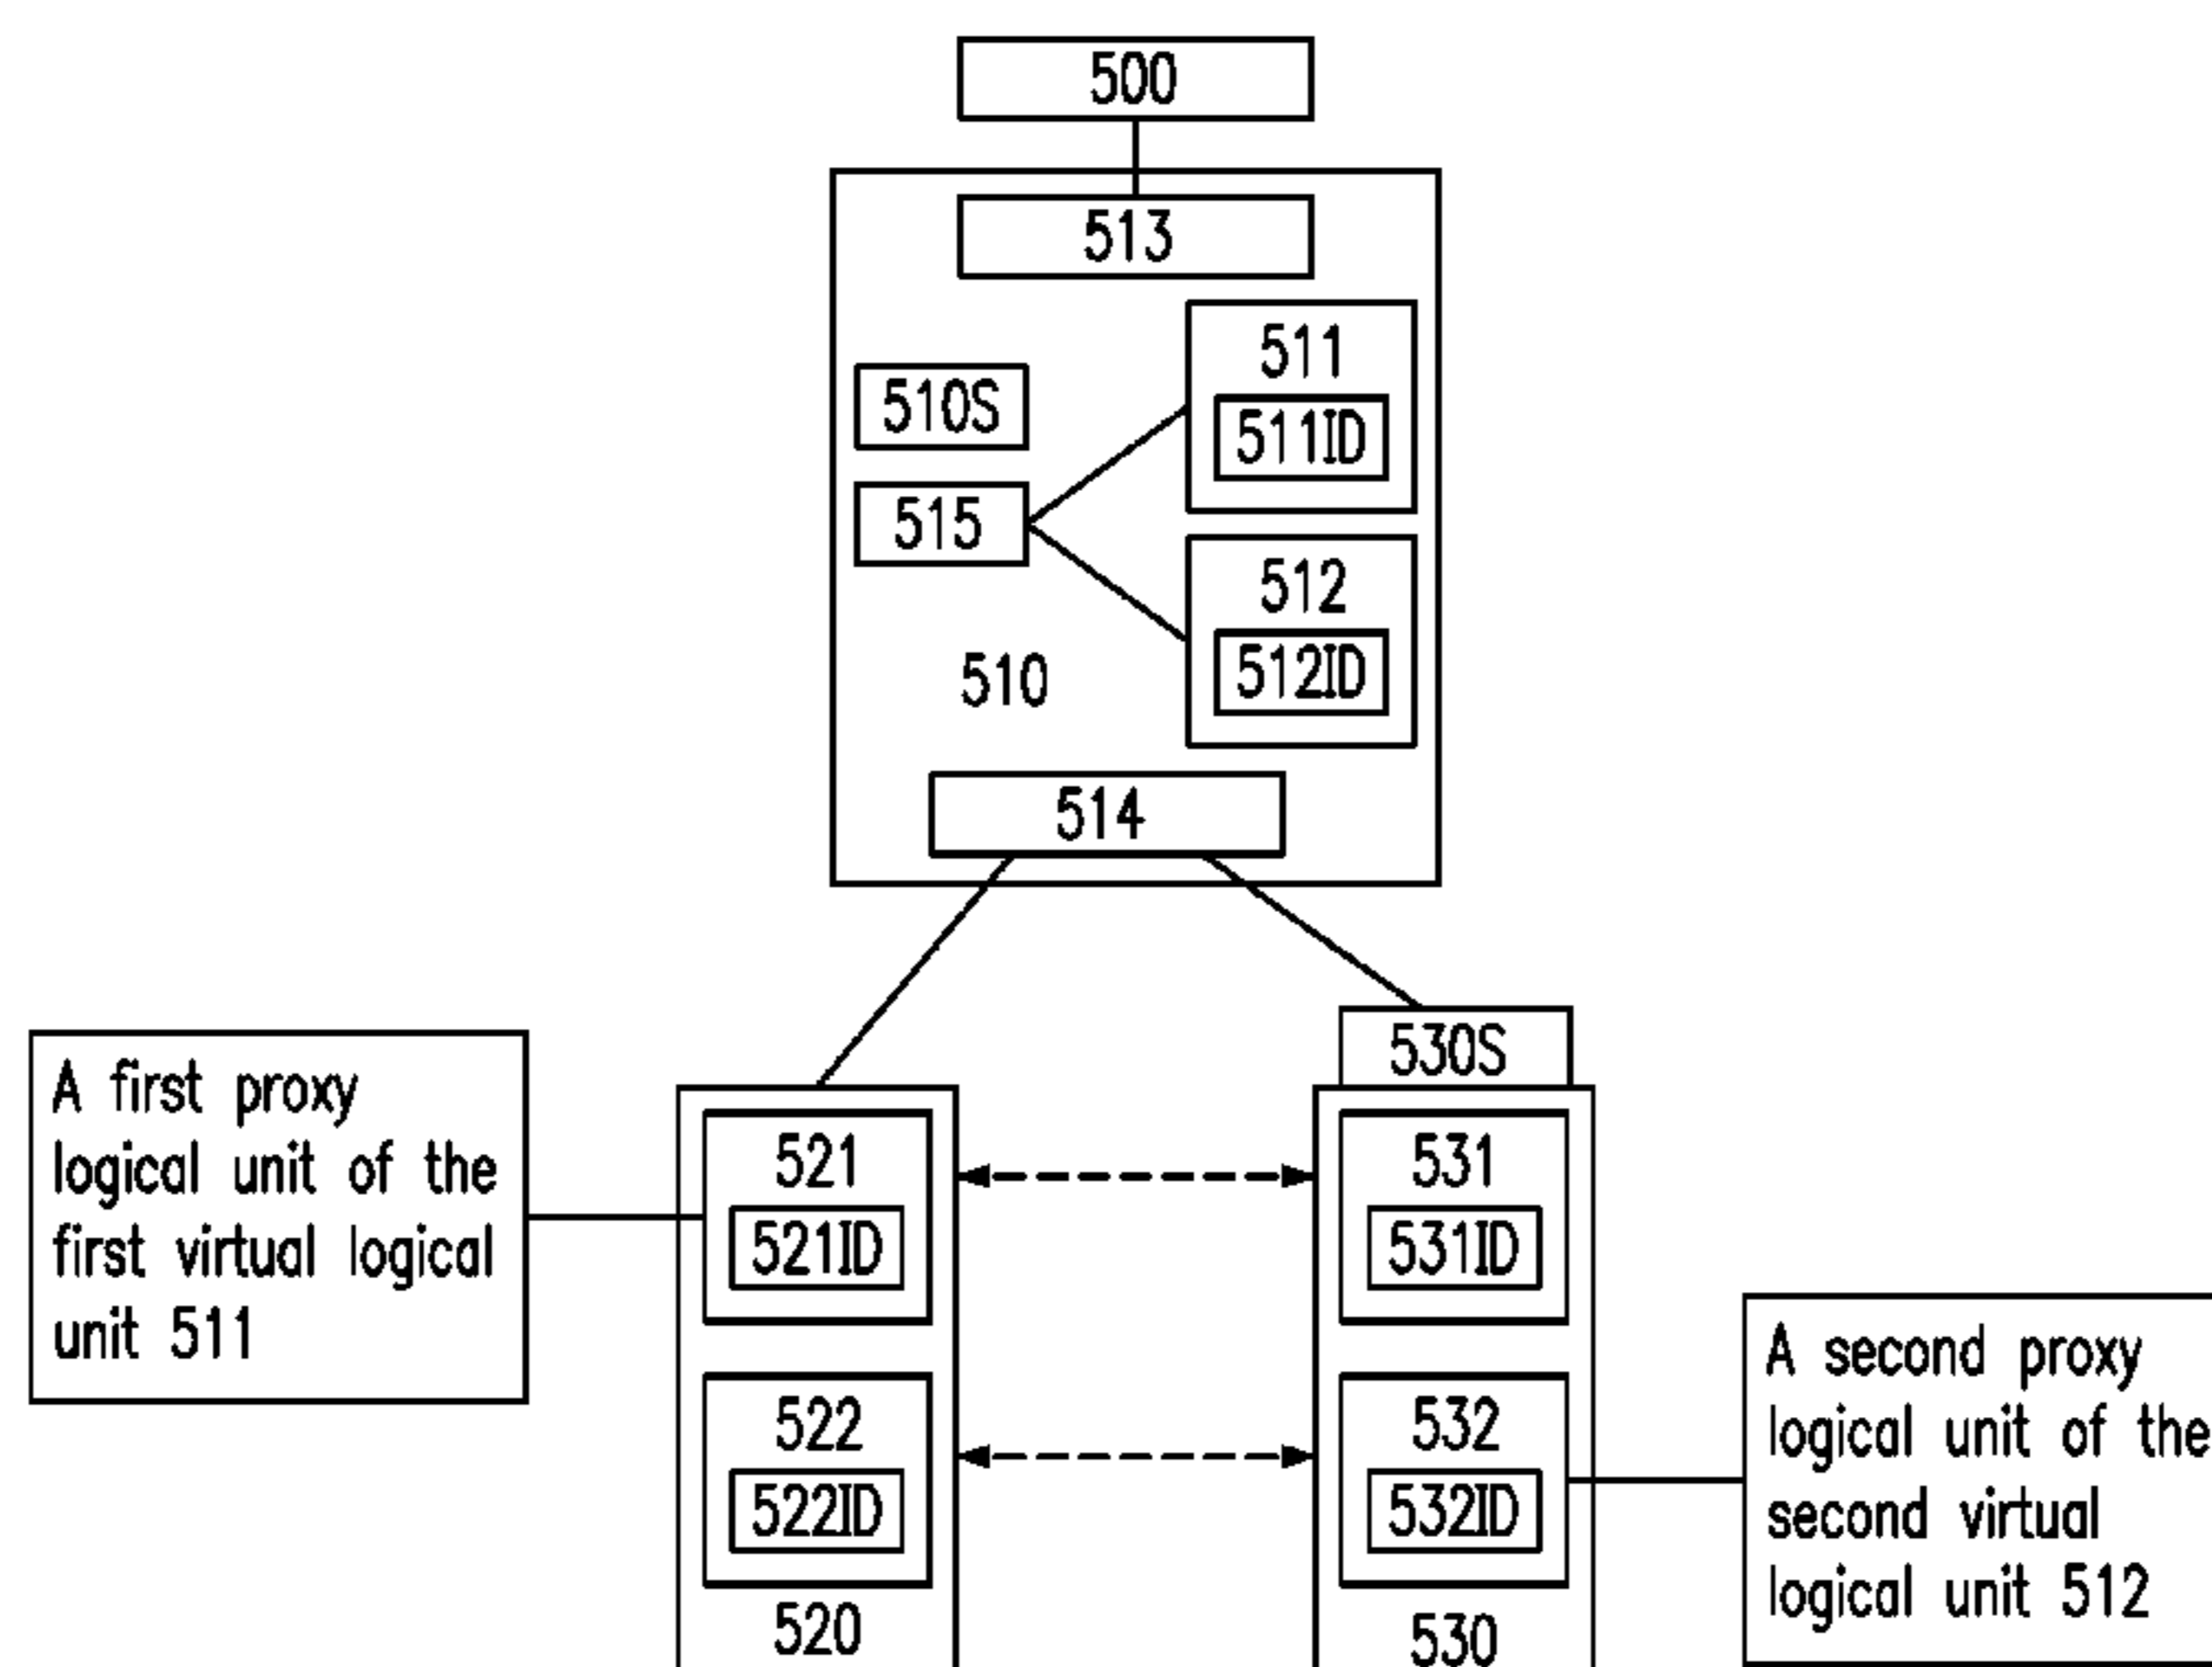 500
513
511
511ID
510S
515
512
512ID
510
514
530S
A first proxy
logical unit of the
first virtual logical
unit 511
521
521ID
531
531ID
522
522ID
532
532ID
A second proxy
logical unit of the
second virtual
logical unit 512
520
530